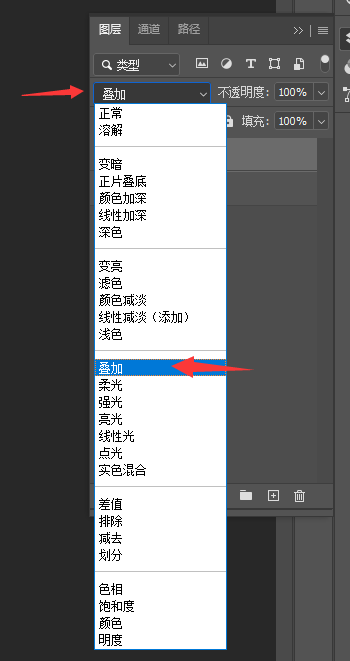 图层 通道 路径
类型
叠加 不透明度: 100%
填充: 100%
正常
溶解
变暗
正片叠底
颜色加深
线性加深
深色
变亮
滤色
颜色减淡
线性减淡（添加）
浅色
叠加
柔光
强光
亮光
线性光
点光
实色混合
差值
排除
减去
划分
色相
饱和度
颜色
明度